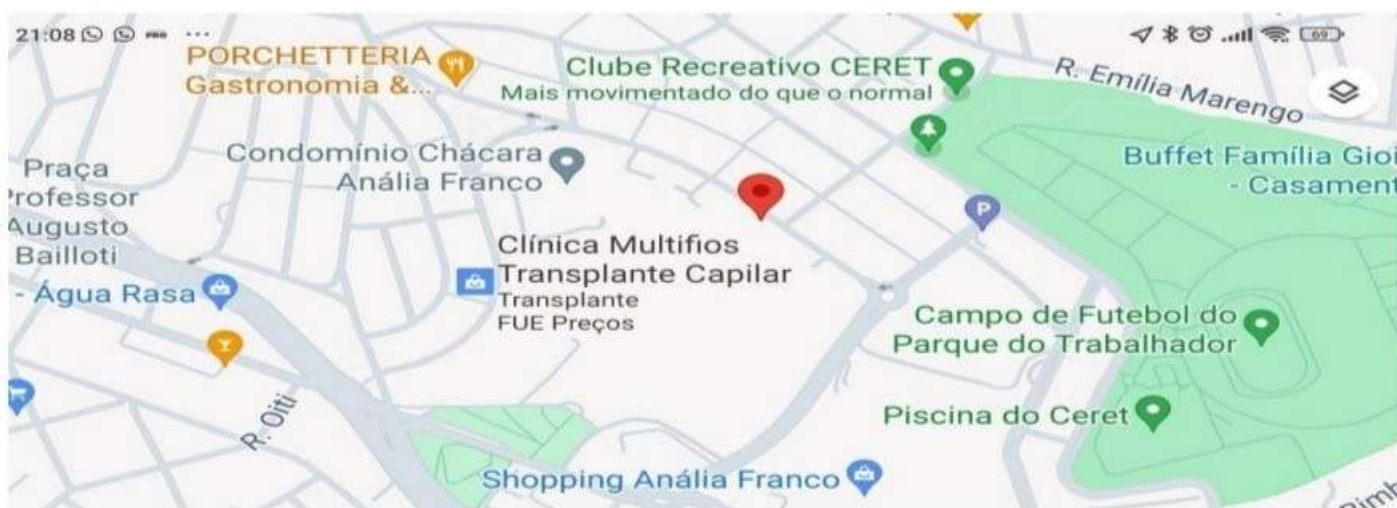 21:08
PORCHETTERIA
Gastronomia &...
Clube Recreativo CERET
Mais movimentado do que o normal
R. Emília Marengo
Condomínio Chácara
Anália Franco
Praça
Professor
Augusto
Bailloti
Buffet Família Gioi
- Casament
P
Clínica Multifios
Transplante Capilar
Transplante
FUE Preços
- Água Rasa
Campo de Futebol do
Parque do Trabalhador
R. Oiti
Piscina do Ceret
Shopping Anália Franco
69